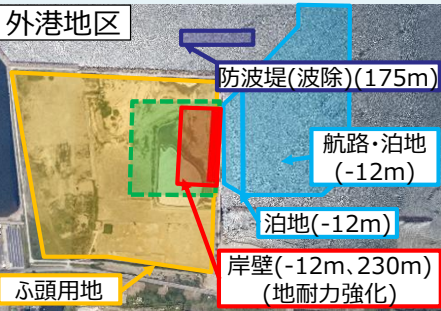 外港地区
防波堤(波除)(175m)
航路・泊地
(-12m)
泊地(-12m)
岸壁(-12m、230m)
(地耐力強化)
ふ頭用地